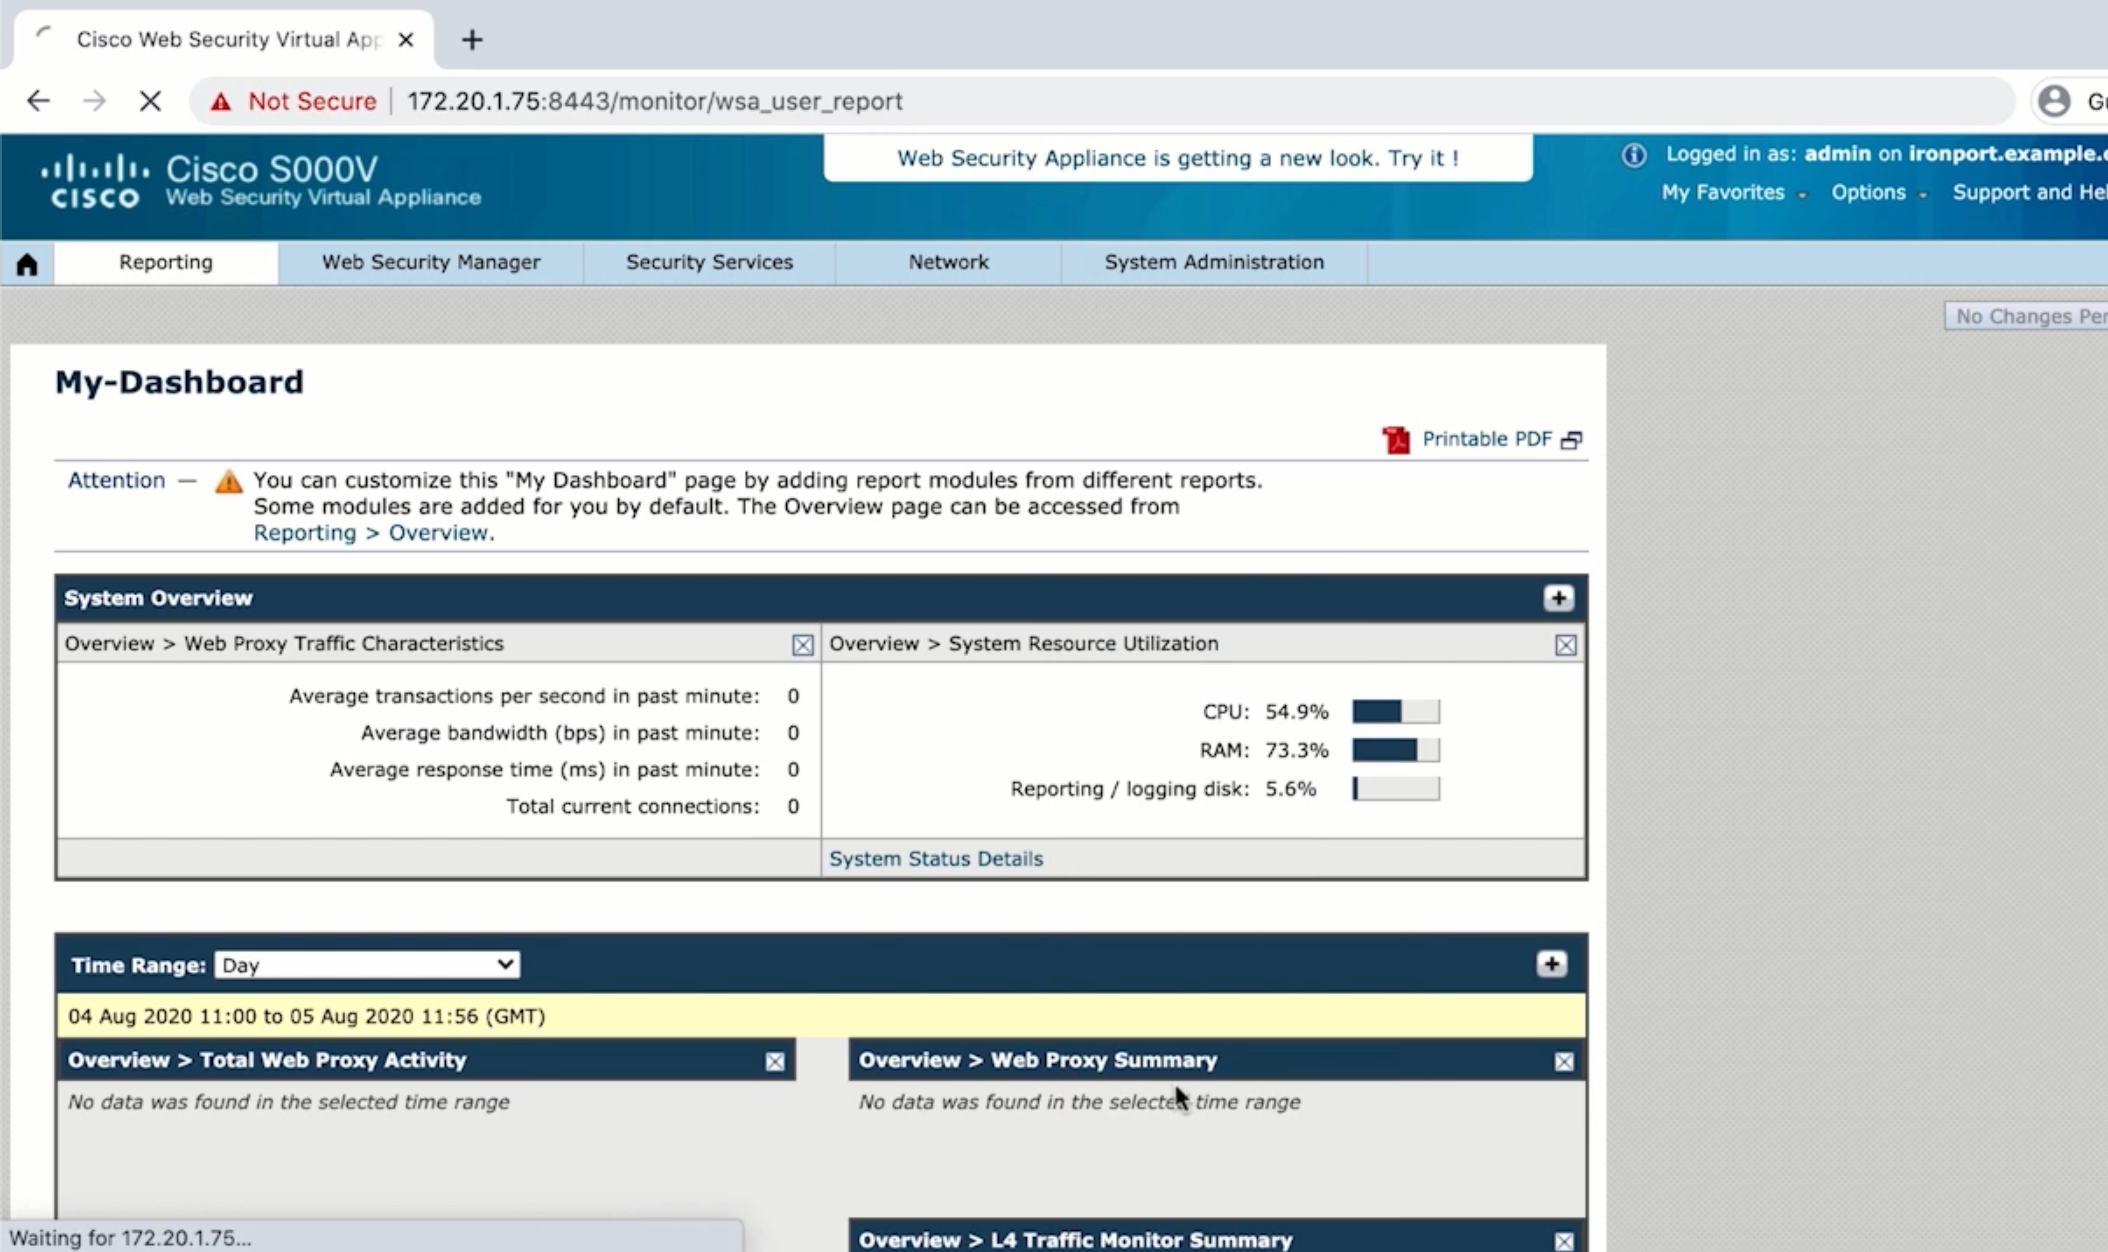 Cisco Web Security Virtual App
Not Secure
172.20.1.75:8443/monitor/wsa_user_report
CISCO
Cisco S000V
Web Security Virtual Appliance
Web Security Appliance is getting a new look. Try it !
Logged in as: admin on ironport.example.
My Favorites
Options
Support and
Reporting
Web Security Manager
Security Services
Network
System Administration
No Changes
My-Dashboard
Printable PDF
Attention —
You can customize this "My Dashboard" page by adding report modules from different reports.
Some modules are added for you by default. The Overview page can be accessed from
Reporting > Overview.
System Overview
Overview > Web Proxy Traffic Characteristics
Average transactions per second in past minute: 0
Average bandwidth (bps) in past minute: 0
Average response time (ms) in past minute: 0
Total current connections: 0
Overview > System Resource Utilization
CPU: 54.9%
RAM: 73.3%
Reporting / logging disk: 5.6%
System Status Details
Time Range: Day
04 Aug 2020 11:00 to 05 Aug 2020 11:56 (GMT)
Overview > Total Web Proxy Activity
No data was found in the selected time range
Overview > Web Proxy Summary
No data was found in the selected time range
Overview > L4 Traffic Monitor Summary
Waiting for 172.20.1.75...